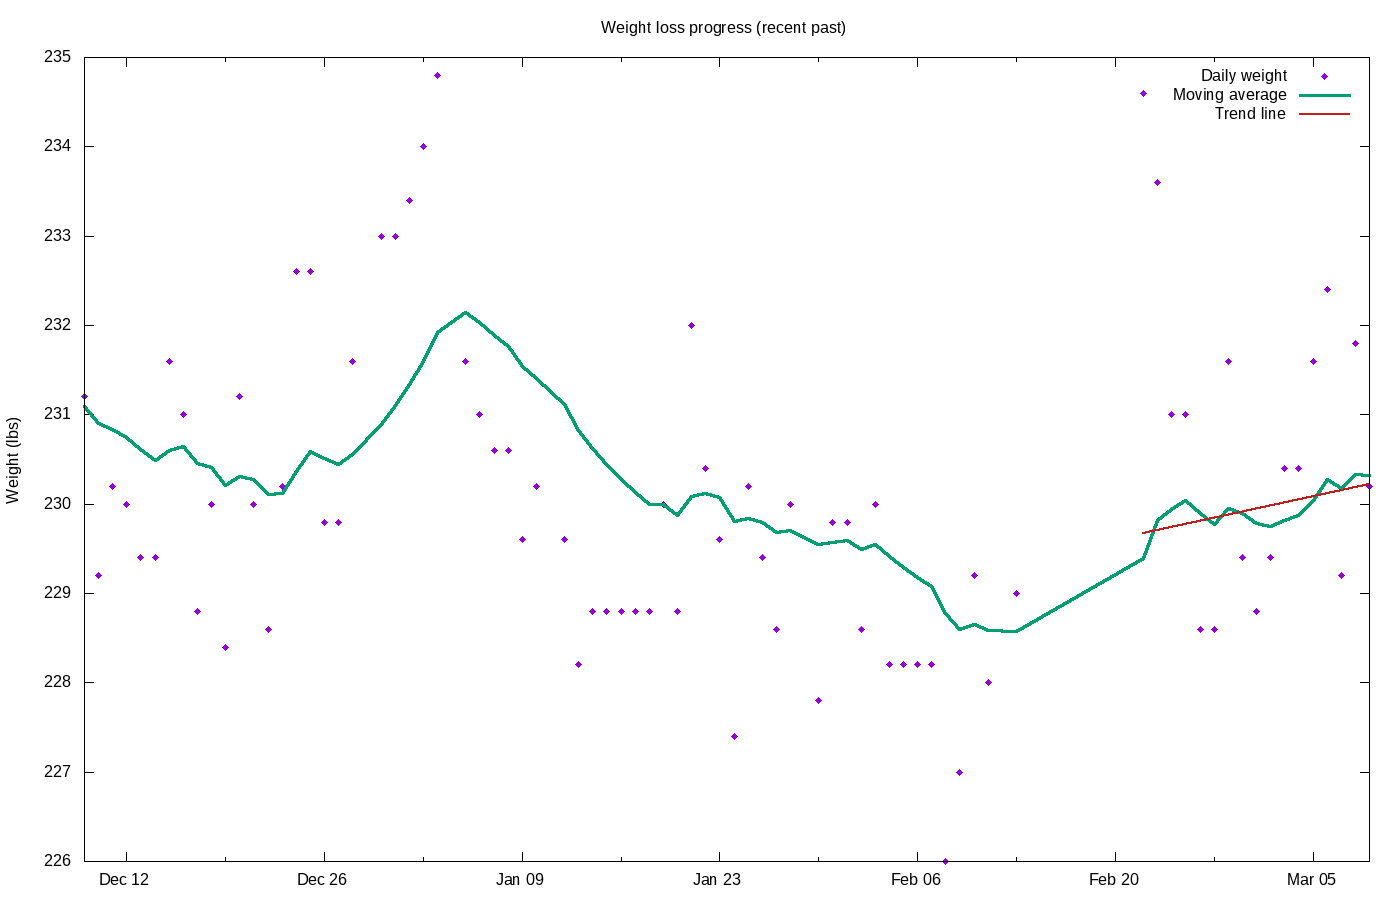 Weight loss progress (recent past)
235
234
233
232
231
230
229
228
227
226
Weight (lbs)
Daily weight
Moving average
Trend line
Dec 12
Dec 26
Jan 09
Jan 23
Feb 06
Feb 20
Mar 05